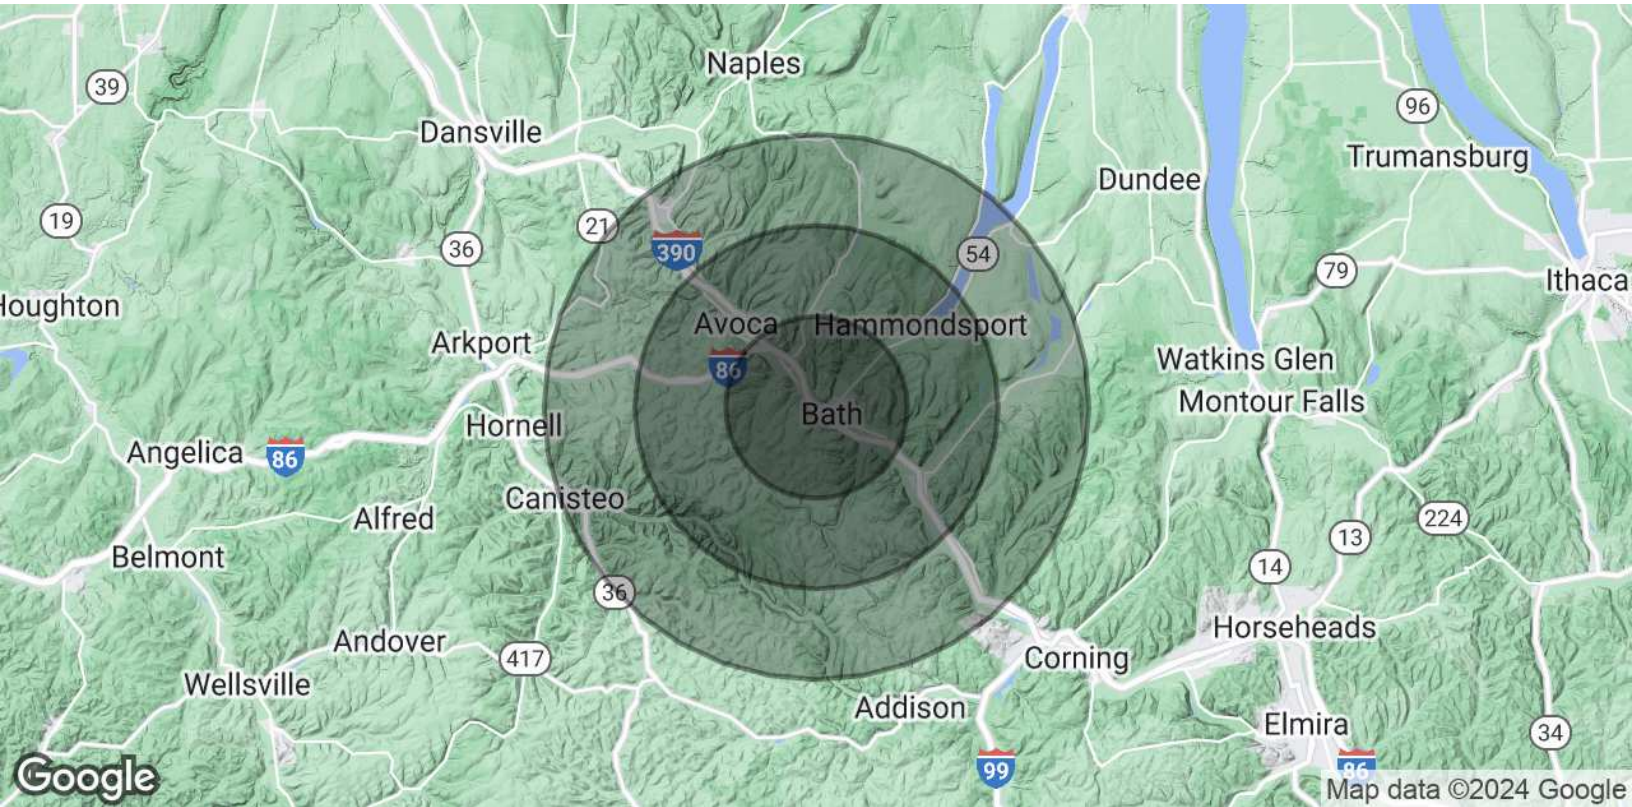 Naples
39
Dansville
96
Trumansburg
Dundee
19
21
36
390
54
79
Ithaca
Houghton
Avoca
Hammondsport
Arkport
86
Watkins Glen
Montour Falls
Bath
Hornell
Angelica
86
Canisteo
Alfred
224
13
Belmont
14
36
Horseheads
Andover
417
Corning
Wellsville
Addison
Elmira
34
99
86
Google
Map data ©2024 Google